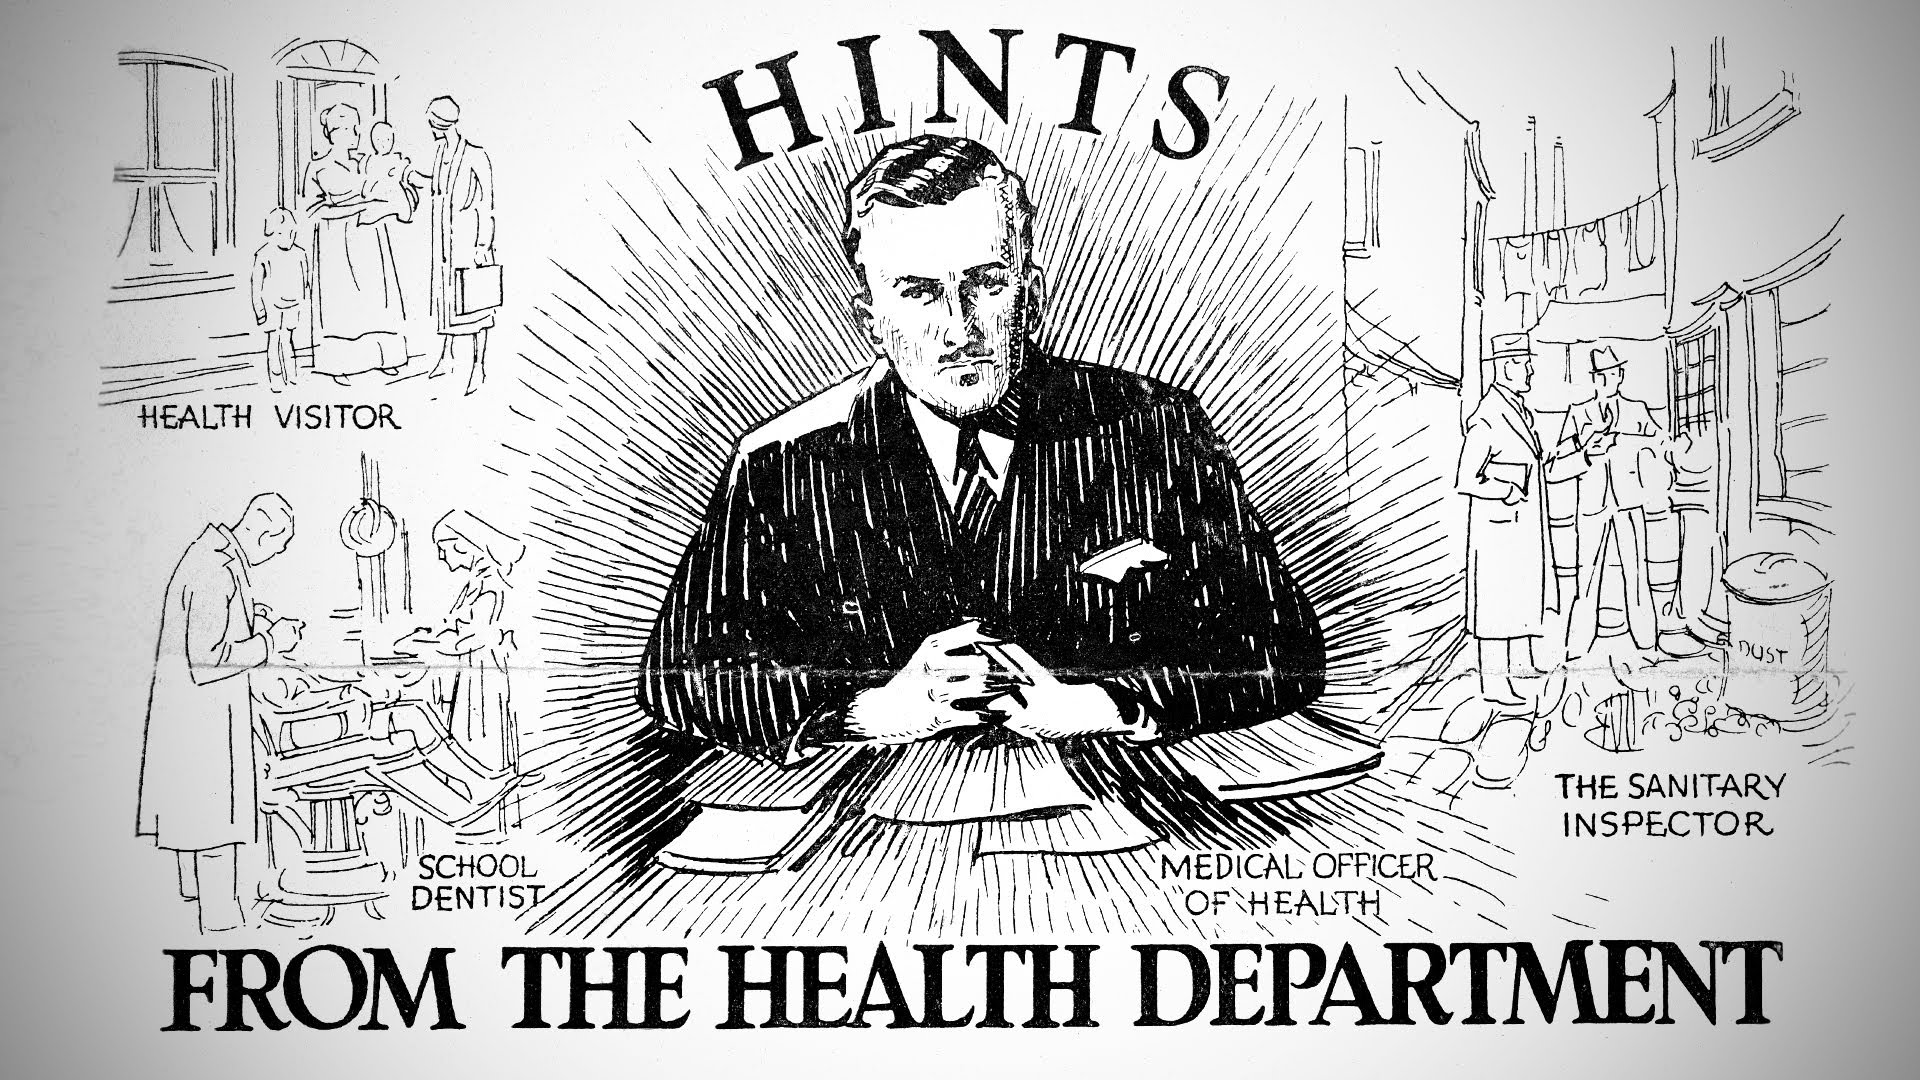 HINTS
HEALTH VISITOR
DUST
THE SANITARY
INSPECTOR
SCHOOL
DENTIST
MEDICAL OFFICER
OF HEALTH
FROM THE HEALTH DEPARTMENT